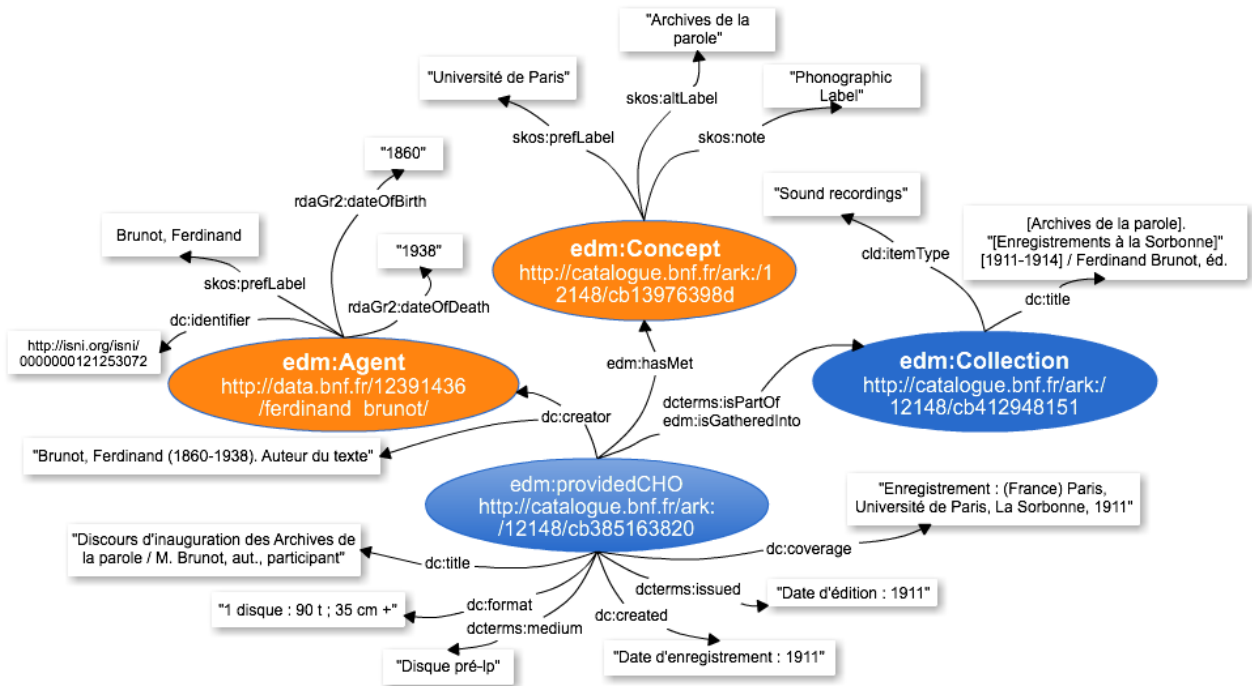 "Archives de la
parole"
"Université de Paris"
"Phonographic
Label"
skos:altLabel
skos:prefLabel
skos:note
"1860"
rdaGr2:dateOfBirth
"Sound recordings"
[Archives de la parole].
"[Enregistrements à la Sorbonne]"
[1911-1914] / Ferdinand Brunot, éd.
Brunot, Ferdinand
"1938"
edm:Concept
http://catalogue.bnf.fr/ark:/1
2148/cb13976398d
cld:itemType
skos:prefLabel
rdaGr2:dateOfDeath
dc:title
dc:identifier
http://isni.org/isni/
0000000121253072
edm:Agent
http://data.bnf.fr/12391436
/ferdinand_brunot/
edm:hasMet
edm:Collection
http://catalogue.bnf.fr/ark:/
12148/cb412948151
dcterms:isPartOf
edm:isGatheredInto
dc:creator
"Brunot, Ferdinand (1860-1938). Auteur du texte"
edm:providedCHO
http://catalogue.bnf.fr/ark:
/12148/cb385163820
"Enregistrement : (France) Paris,
Université de Paris, La Sorbonne, 1911"
"Discours d'inauguration des Archives de
la parole / M. Brunot, aut., participant"
dc:title
dc:coverage
dcterms:issued
"Date d'édition : 1911"
"1 disque : 90 t ; 35 cm +"
dc:format
dc:created
dcterms:medium
"Disque pré-lp"
"Date d'enregistrement : 1911"